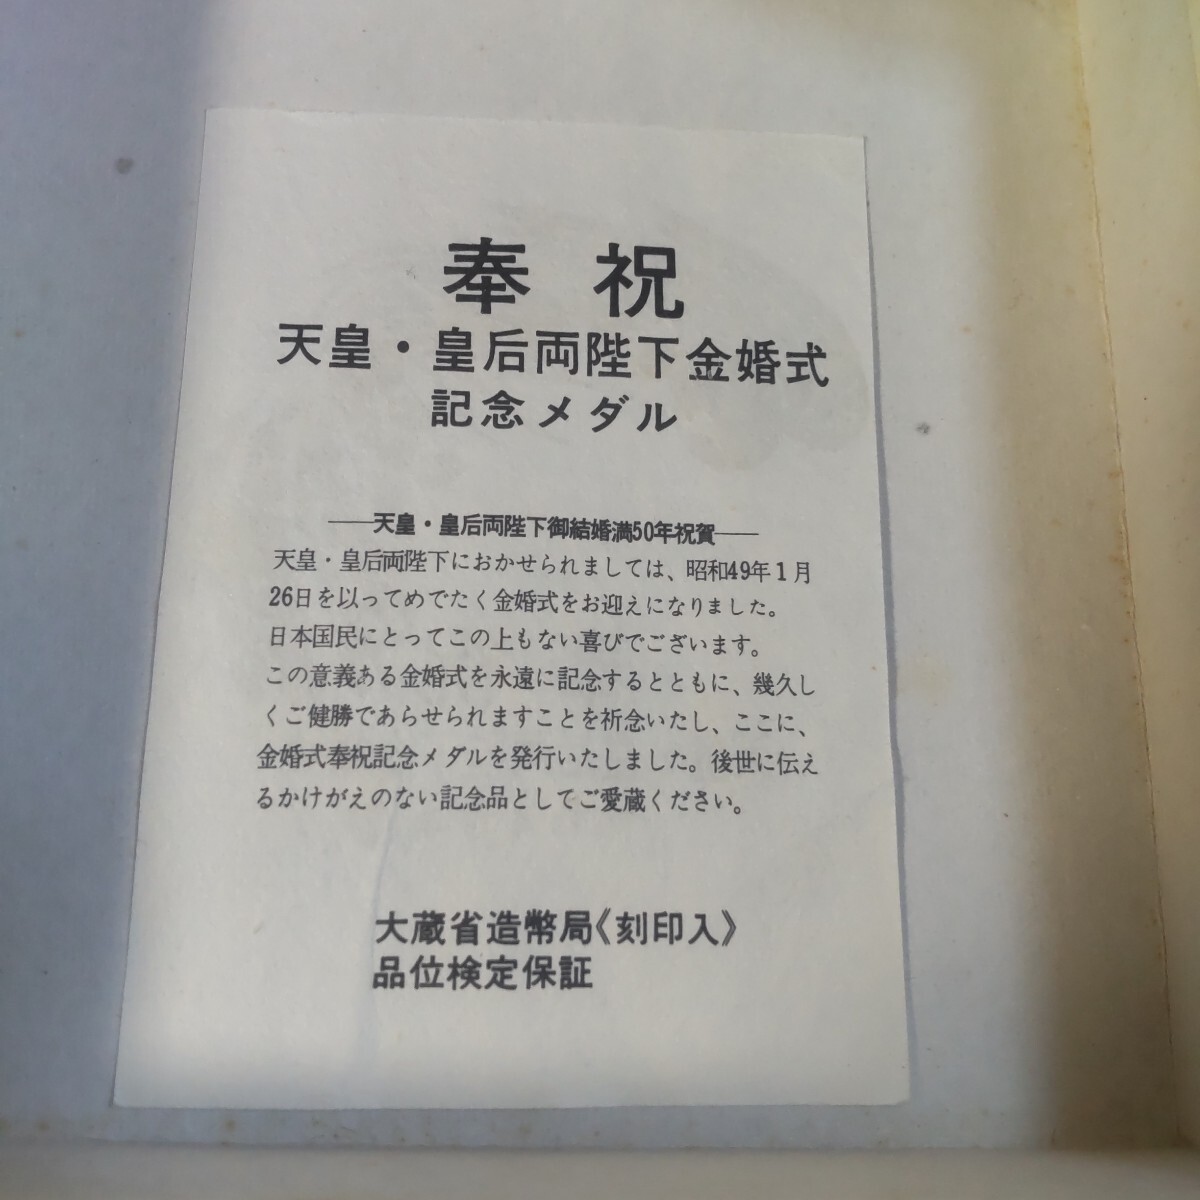 奉祝
天皇・皇后両陛下金婚式
記念メダル
――天皇・皇后両陛下御結婚満50年祝賀――
天皇・皇后両陛下におかせられましては、昭和49年1月
26日を以ってめでたく金婚式をお迎えになりました。
日本国民にとってこの上もない喜びでございます。
この意義ある金婚式を永遠に記念するとともに、幾久し
くご健勝であらせられますことを祈念いたし、ここに、
金婚式奉祝記念メダルを発行いたしました。後世に伝え
るかけがえのない記念品としてご愛蔵ください。
大蔵省造幣局《刻印入》
品位検定保証